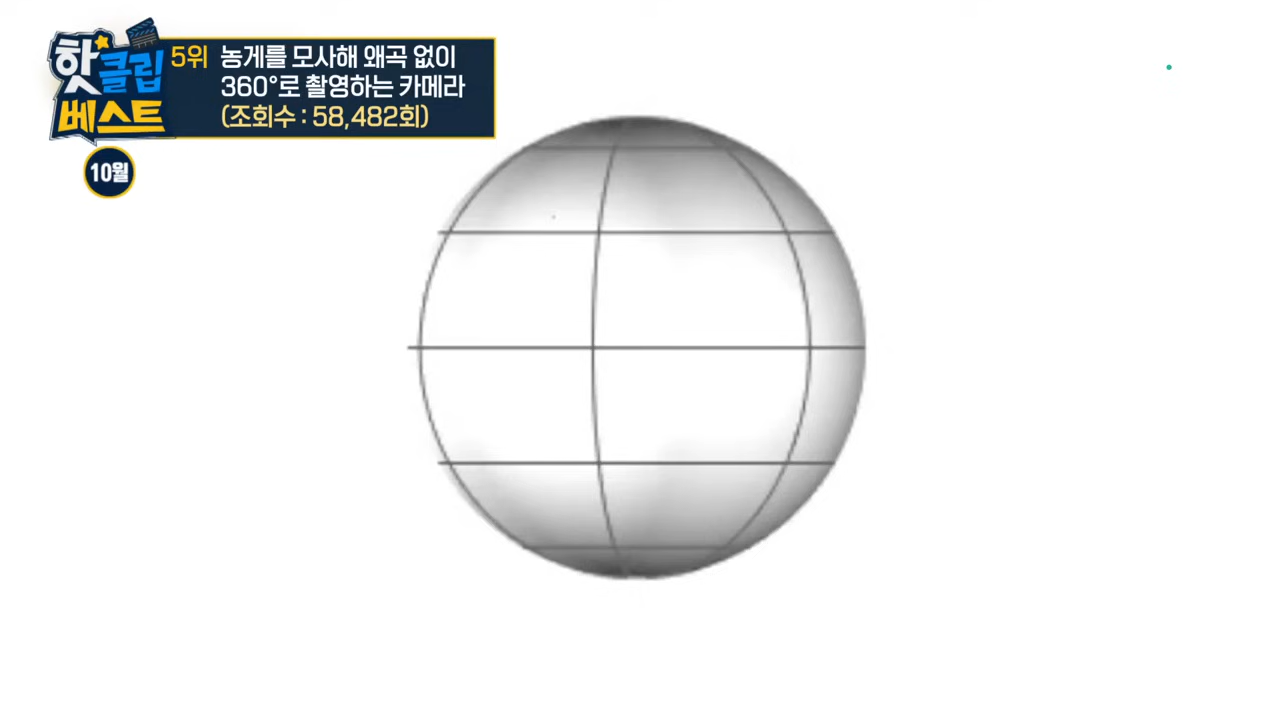 핫클립
베스트
10월
5위 농게를 모사해 왜곡 없이
360°로 촬영하는 카메라
(조회수 : 58,482회)